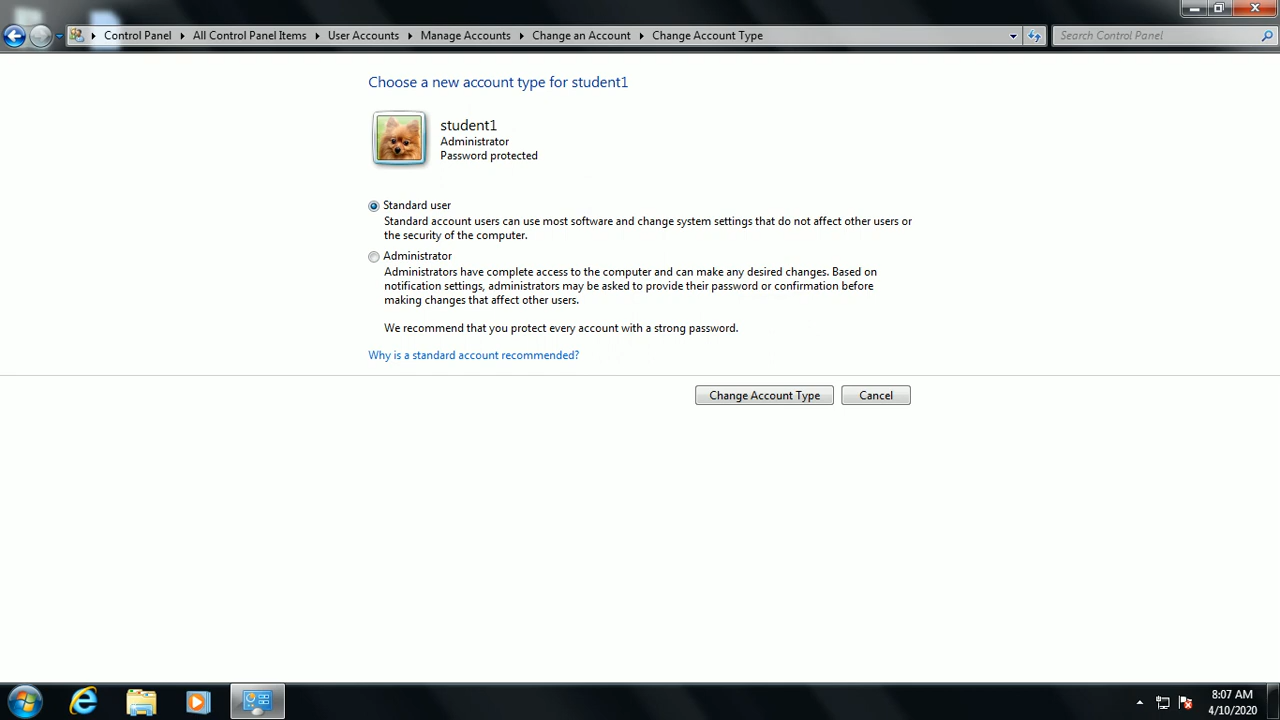 Control Panel All Control Panel Items User Accounts Manage Accounts Change an Account Change Account Type
Search Control Panel
Choose a new account type for student1
student1
Administrator
Password protected
Standard user
Standard account users can use most software and change system settings that do not affect other users or
the security of the computer.
Administrator
Administrators have complete access to the computer and can make any desired changes. Based on
notification settings, administrators may be asked to provide their password or confirmation before
making changes that affect other users.
We recommend that you protect every account with a strong password.
Why is a standard account recommended?
Change Account Type Cancel
8:07 AM
4/10/2020